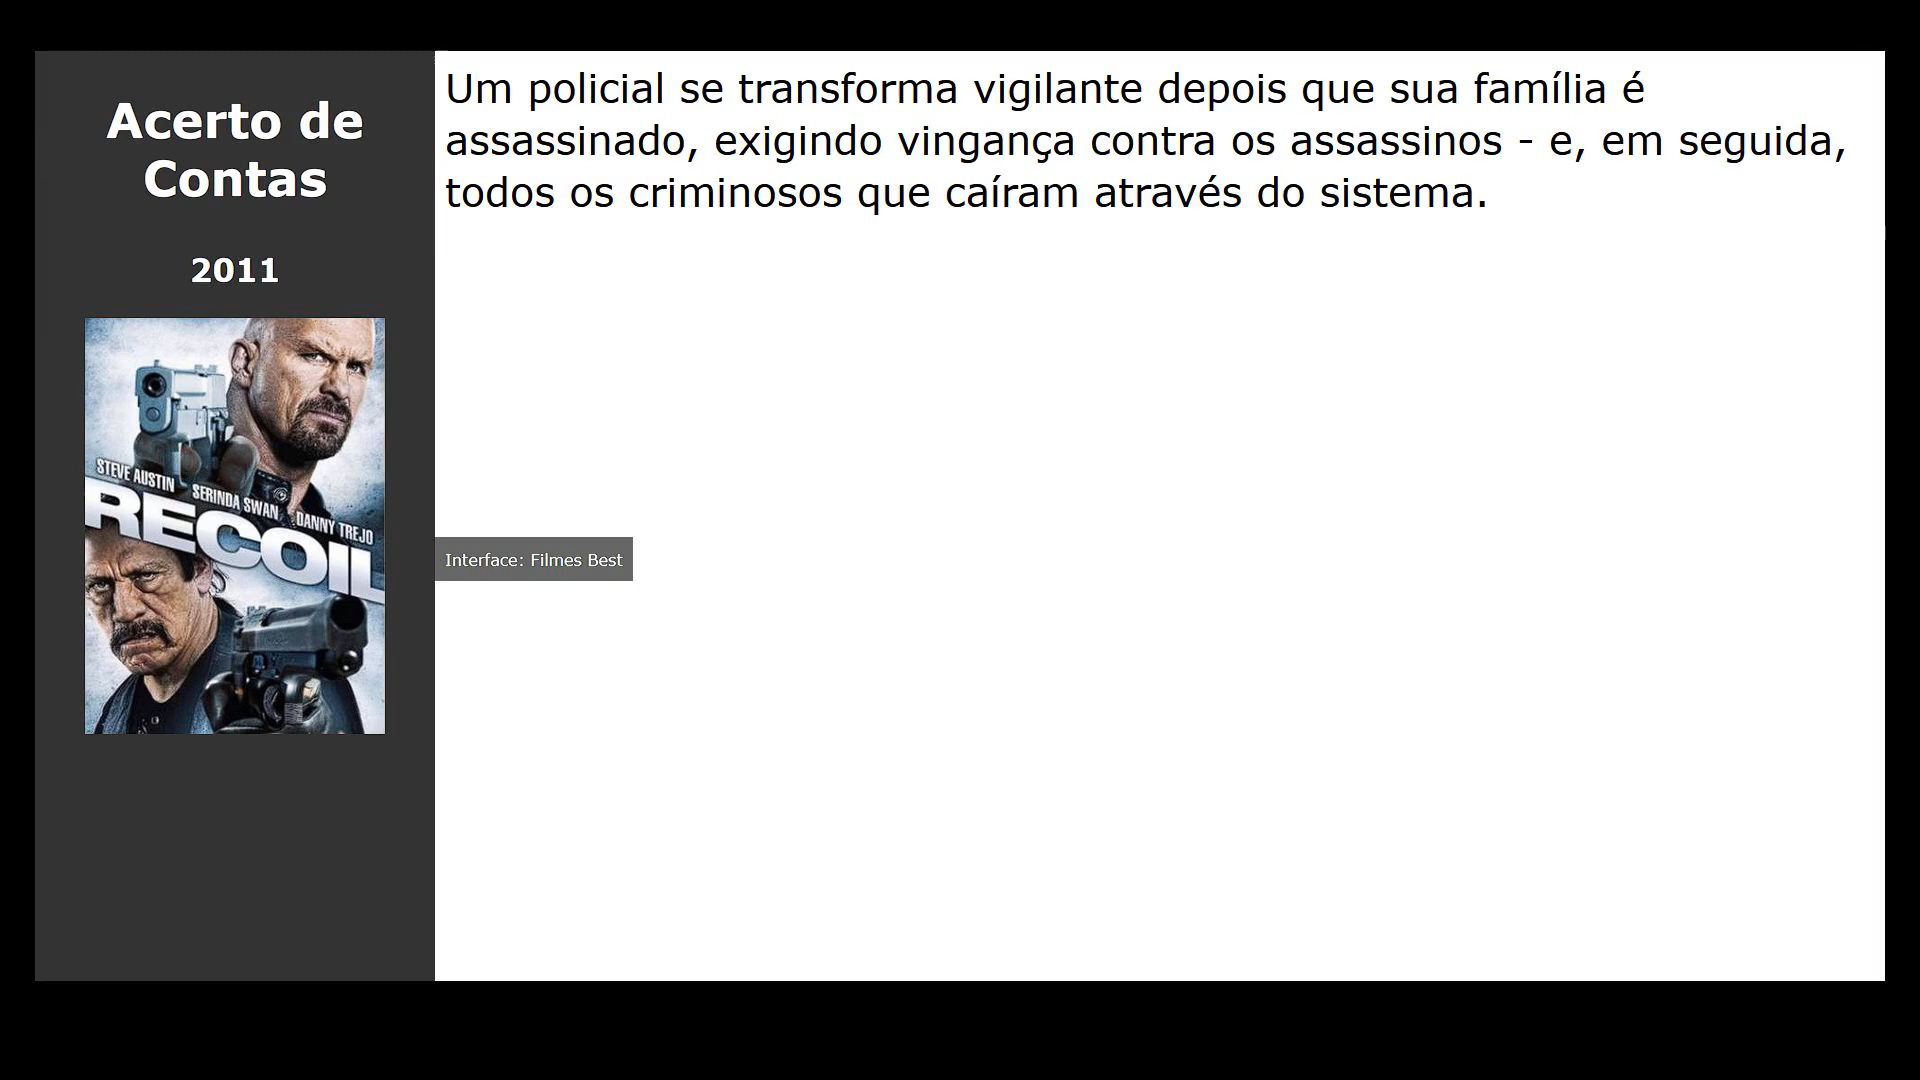 Acerto de
Contas
2011
STEVE AUSTIN SERINDA SWAN DANNY TREJO
RECOIL
Um policial se transforma vigilante depois que sua família é
assassinado, exigindo vingança contra os assassinos - e, em seguida,
todos os criminosos que caíram através do sistema.
Interface: Filmes Best